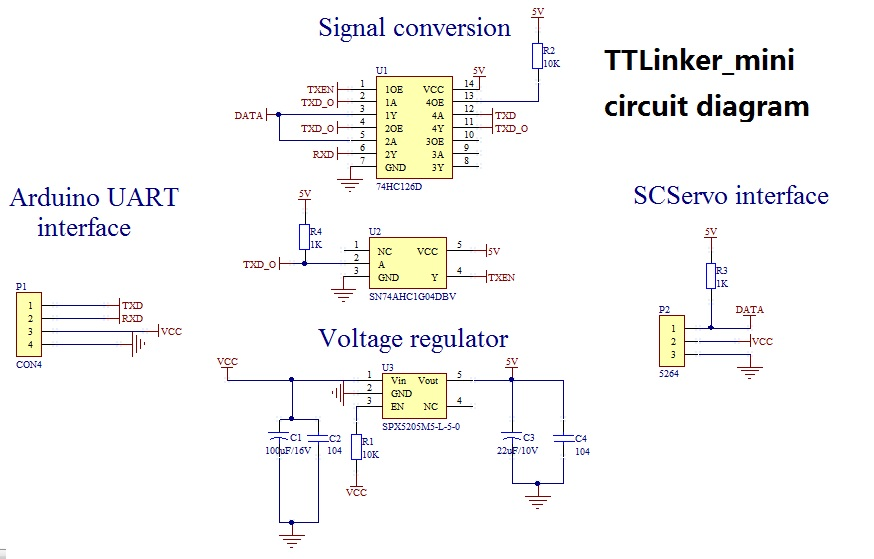 Signal conversion
5V
R2
10K
TTLinker_mini
circuit diagram
U1
5V
TXEN 1 1OE VCC 14
TXD_O 2 1A 4OE 13
DATA 3 1Y 4A 12 TXD
TXD_O 4 2OE 4Y 11 TXD_O
5 2A 3OE 10
RXD 6 2Y 3A 9
7 GND 3Y 8
74HC126D
Arduino UART
interface
SCServo interface
5V
R4
1K
U2
1 NC VCC 5 5V
TXD_O 2 A
3 GND Y 4 TXEN
SN74AHC1G04DBV
5V
R3
1K
P1
1 TXD
2 RXD
3 VCC
4
CON4
P2
DATA
1
2 VCC
3
5264
Voltage regulator
VCC
U3
5V
1 Vin Vout 5
2 GND
3 EN NC 4
SPX5205M5-L-5-0
C1
100uF/16V
C2
104
R1
10K
VCC
C3
22uF/10V
C4
104